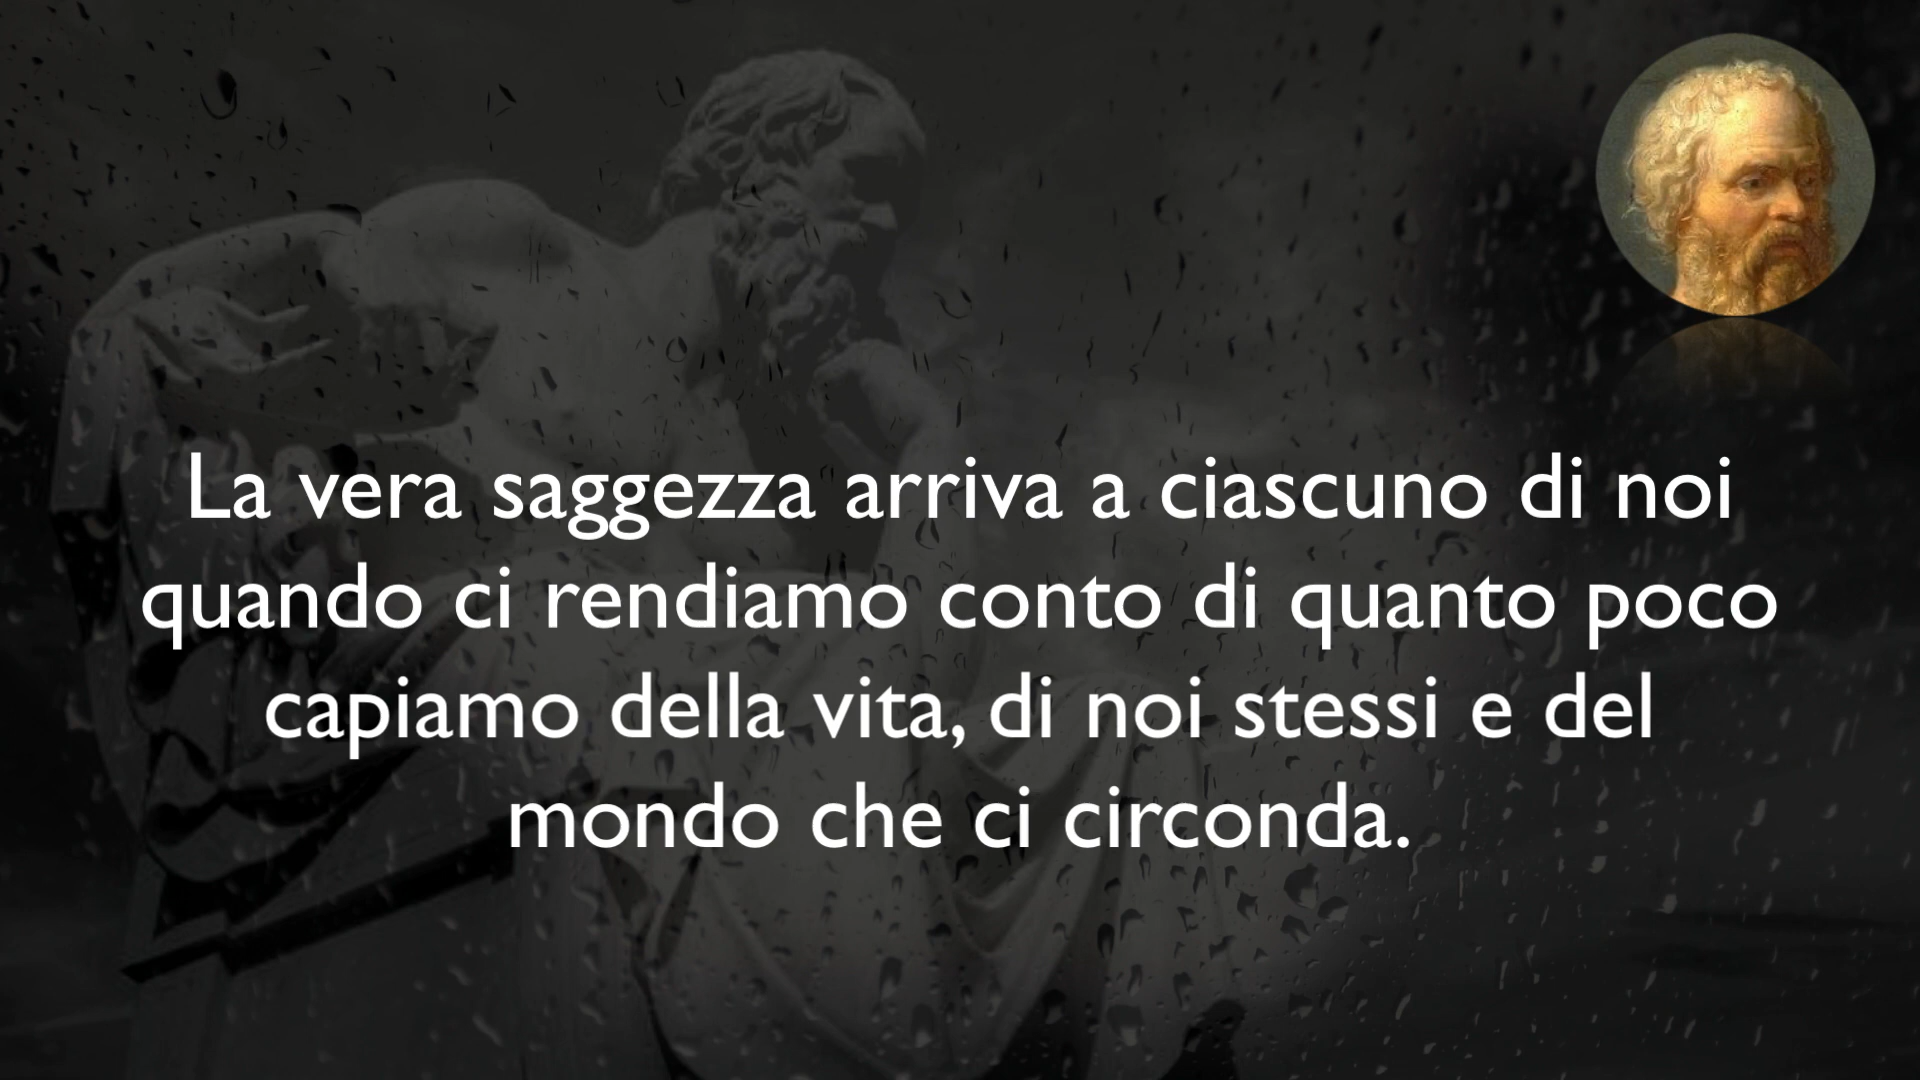 La vera saggezza arriva a ciascuno di noi
quando ci rendiamo conto di quanto poco
capiamo della vita, di noi stessi e del
mondo che ci circonda.